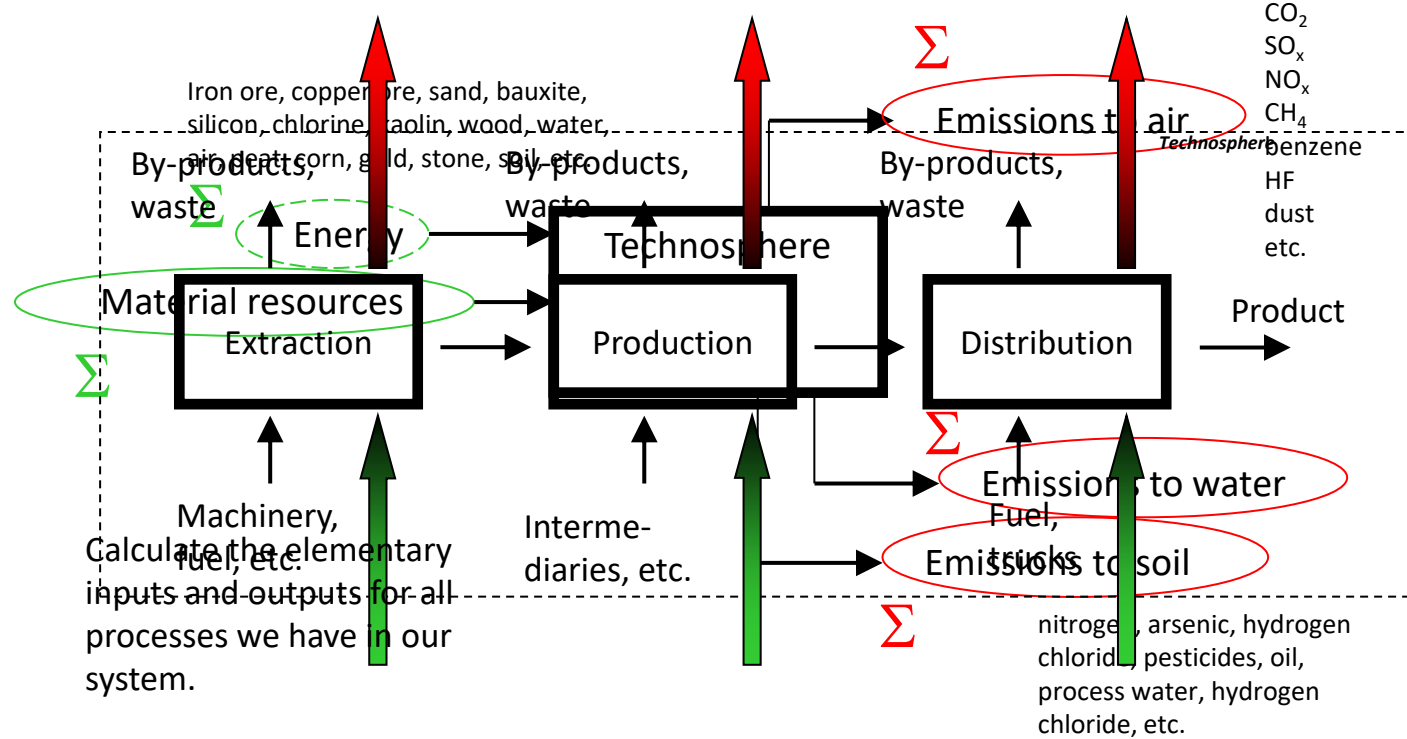 CO₂
SOₓ
NOₓ
CH₄
benzene
HF
dust
etc.
Σ
Iron ore, copper ore, sand, bauxite,
silicon, chlorine, kaolin, wood, water,
air, peat, corn, gold, stone, soil, etc.
Emissions to air
Technosphere
By-products,
waste
By-products,
waste
By-products,
waste
Σ
Energy
Technosphere
Material resources
Extraction
Production
Distribution
Product
Σ
Σ
Emissions to water
Machinery,
fuel, etc.
Interme-
diaries, etc.
Fuel,
trucks
Emissions to soil
Calculate the elementary
inputs and outputs for all
processes we have in our
system.
Σ
nitrogen, arsenic, hydrogen
chloride, pesticides, oil,
process water, hydrogen
chloride, etc.